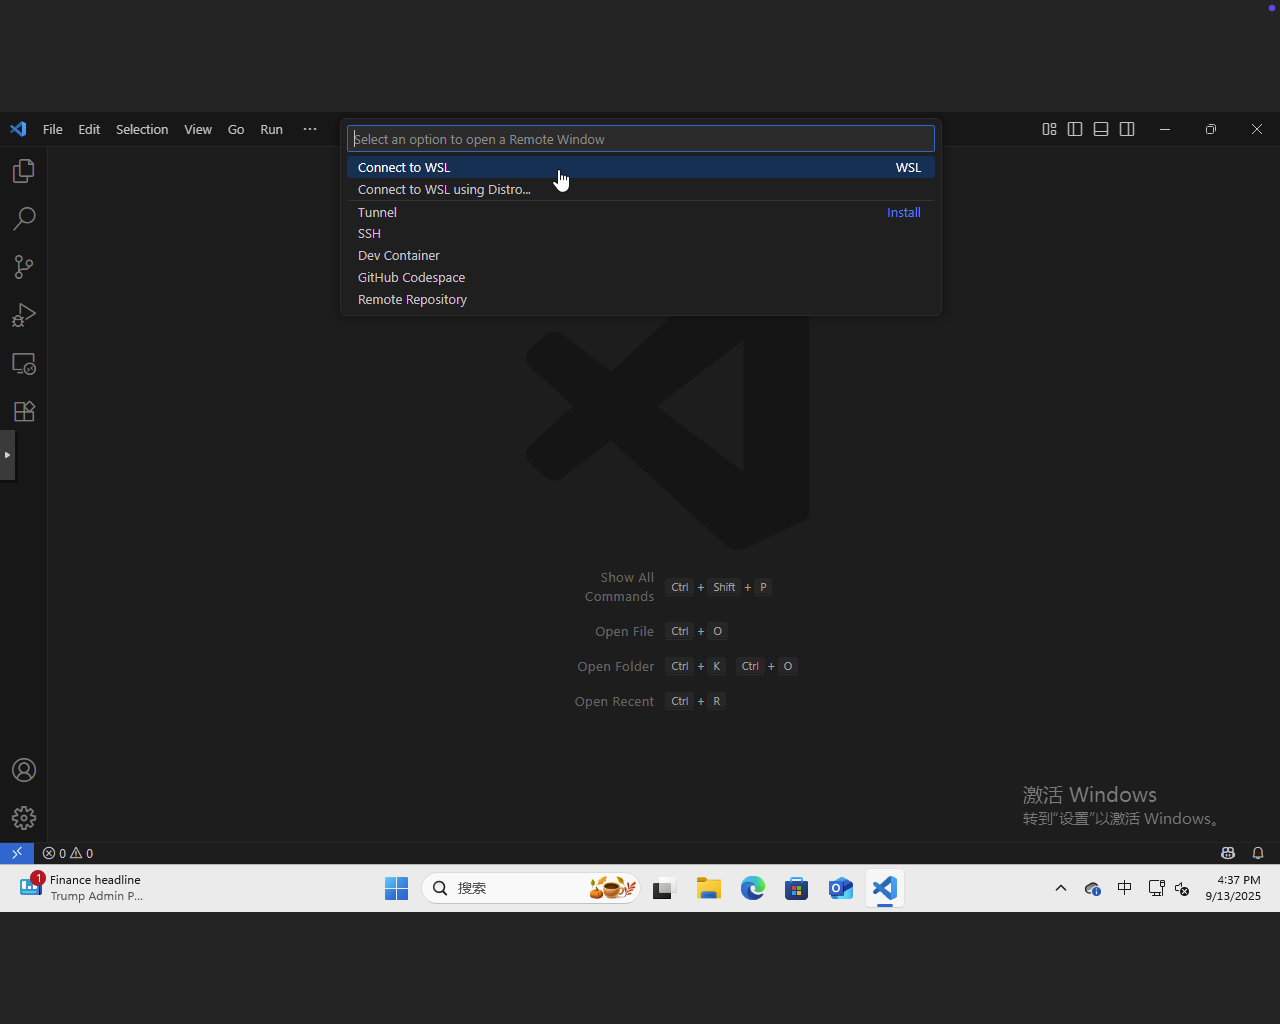 File Edit Selection View Go Run ···
Select an option to open a Remote Window
Connect to WSL WSL
Connect to WSL using Distro...
Tunnel Install
SSH
Dev Container
GitHub Codespace
Remote Repository
Show All Commands Ctrl + Shift + P
Open File Ctrl + O
Open Folder Ctrl + K Ctrl + O
Open Recent Ctrl + R
激活 Windows
转到"设置"以激活 Windows。
0 0
1
Finance headline
Trump Admin P...
搜索
中
4:37 PM
9/13/2025